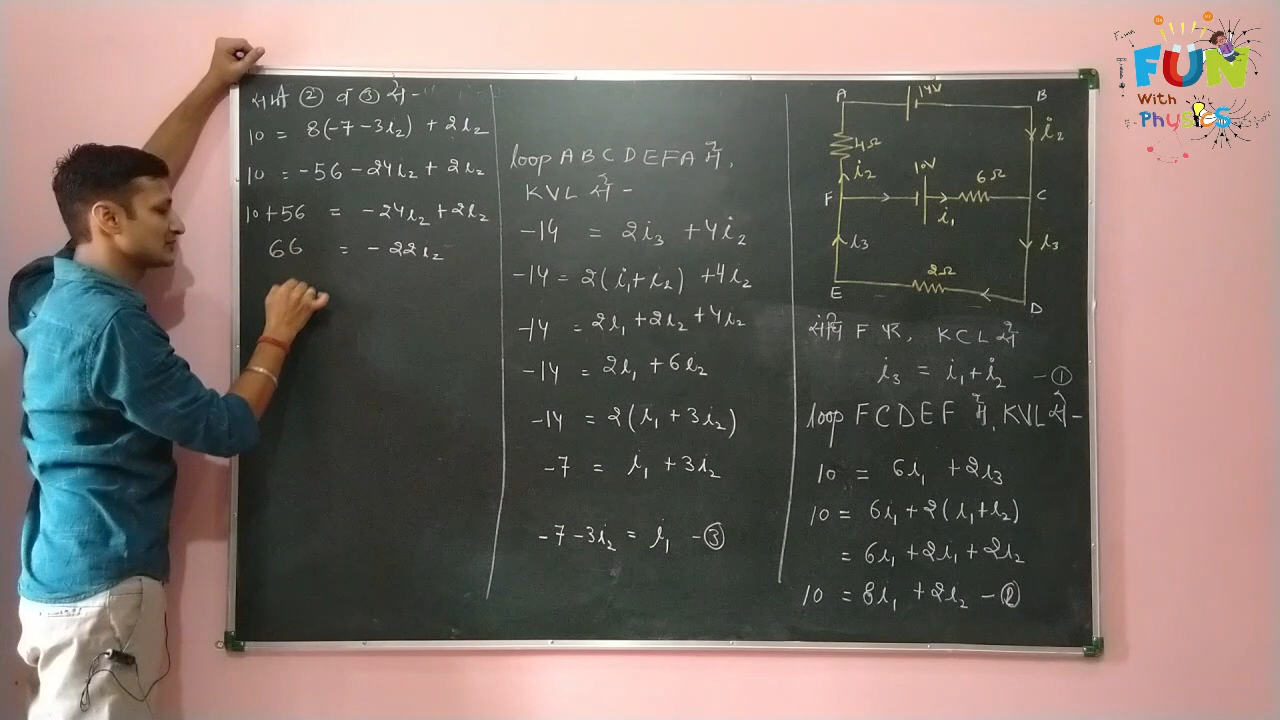 समी ② व ③ से-
10 = 8(-7-3i₂) + 2i₂
10 = -56 - 24i₂ + 2i₂
10+56 = -24i₂ + 2i₂
66 = -22i₂
loop A B C D E F A में,
KVL से -
-14 = 2i₃ + 4i₂
-14 = 2(i₁+i₂) + 4i₂
-14 = 2i₁ + 2i₂ + 4i₂
-14 = 2i₁ + 6i₂
-14 = 2(i₁ + 3i₂)
-7 = i₁ + 3i₂
-7-3i₂ = i₁ -③
A 14V B
4Ω i₂
i₂ 10V 6Ω
F i₁ C
i₃ i₃
2Ω
E D
संधि F पर, KCL से
i₃ = i₁+i₂ -①
loop F C D E F में, KVL से-
10 = 6i₁ + 2i₃
10 = 6i₁ + 2(i₁+i₂)
= 6i₁ + 2i₁ + 2i₂
10 = 8i₁ + 2i₂ -②
FUN
With
Physics